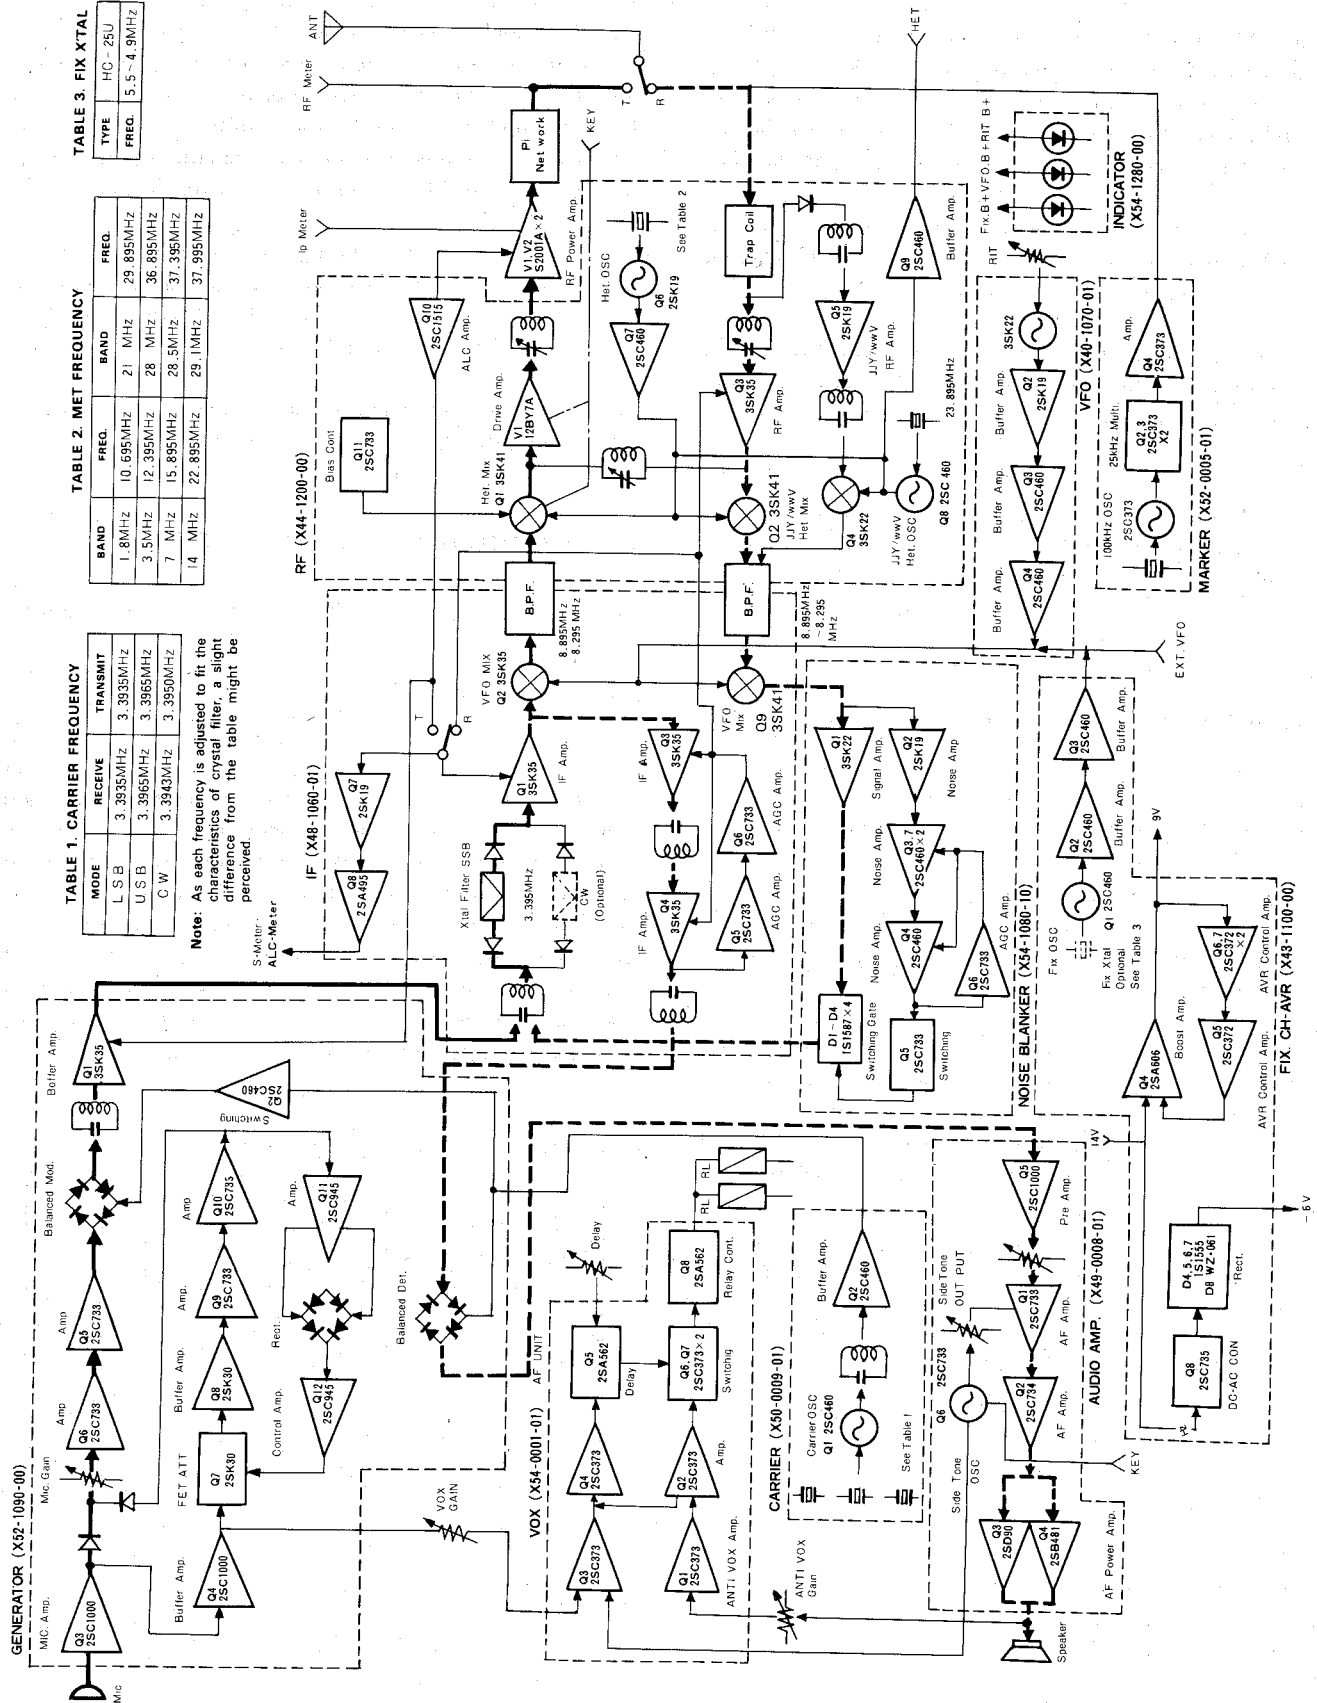 TABLE 1. CARRIER FREQUENCY
MODE RECEIVE TRANSMIT
L S B 3.3935MHz 3.3935MHz
U S B 3.3965MHz 3.3965MHz
C W 3.3943MHz 3.3950MHz
Note: As each frequency is adjusted to fit the
characteristics of crystal filter, a slight
difference from the table might be
perceived.
TABLE 2. MET FREQUENCY
BAND FREQ. BAND FREQ.
1.8MHz 10.695MHz 21 MHz 29.895MHz
3.5MHz 12.395MHz 28 MHz 36.895MHz
7 MHz 15.895MHz 28.5MHz 37.395MHz
14 MHz 22.895MHz 29.1MHz 37.995MHz
TABLE 3. FIX X'TAL
TYPE HC-25U
FREQ. 5.5~4.9MHz
GENERATOR (X52-1090-00)
Mic
MIC. Amp.
Q3
2SC1000
Mic. Gain
Amp
Q6
2SC733
Amp
Q5
2SC733
Balanced Mod.
Boffer Amp.
Q1
3SK35
Buffer Amp.
Q4
2SC1000
FET ATT
Q7
2SK30
Buffer Amp.
Q8
2SK30
Amp.
Q9
2SC733
Amp
Q10
2SC735
Switching
Q2
2SC460
Control Amp.
Q12
2SC945
Rect.
Amp.
Q11
2SC945
VOX
GAIN
Balanced Det.
AF UNIT
S-Meter
ALC-Meter
IF (X48-1060-01)
Q8
2SA495
Q7
2SK19
T
R
Xtal Filter SSB
3.395MHz
CW
(Optional)
Q1
3SK35
IF Amp.
VFO MIX
Q2 3SK35
B.P.F.
8.895MHz
~8.295 MHz
IF Amp.
Q4
3SK35
IF Amp.
Q3
3SK35
Q5
2SC733
AGC Amp.
Q6
2SC733
AGC Amp.
VFO
Mix
Q9
3SK41
B.P.F.
8.895MHz
~8.295
MHz
RF (X44-1200-00)
Bias Cont
Q11
2SC733
Het. Mix
Q1 3SK41
Drive Amp.
V1
12BY7A
Q10
2SC1515
ALC Amp.
V1.V2
S2001A×2
RF Power Amp.
Pi
Net work
Ip Meter
RF Meter
ANT
KEY
T
R
Het.OSC
Q6
2SK19
See Table 2
Q7
2SC460
Q2 3SK41
JJY/wwV
Het Mix
Q3
3SK35
RF Amp.
Trap Coil
Q4
3SK22
Q5
2SK19
JJY/wwV
RF Amp.
JJY/wwV
Het.OSC
Q8 2SC 460
23.895MHz
Q9
2SC460
Buffer Amp.
HET
VOX (X54-0001-01)
Q3
2SC373
Q4
2SC373
Q5
2SA562
Delay
Delay
Q1
2SC373
ANTI VOX Amp.
Q2
2SC373
Amp.
Q6,Q7
2SC373×2
Switchig
Q8
2SA562
Relay Cont.
RL
RL
ANTI VOX
Gain
CARRIER (X50-0009-01)
Carrier OSC
Q1 2SC460
See Table 1
Buffer Amp.
Q2
2SC460
NOISE BLANKER (X54-1080-10)
D1~D4
1S1587×4
Switching Gate
Q1
3SK22
Signal Amp.
Q5
2SC733
Switching
Noise Amp.
Q4
2SC460
Noise Amp.
Q3,7
2SC460×2
Q2
2SK19
Noise Amp
Q6
2SC733
AGC Amp.
AUDIO AMP. (X49-0008-01)
Speaker
Q3
2SD90
Q4
2SB481
AF Power Amp.
Q2
2SC734
AF Amp.
Q1
2SC733
AF Amp.
Q5
2SC1000
Pre Amp.
Side Tone
OUT PUT
Q6
2SC733
Side Tone
OSC
KEY
FIX. CH·AVR (X43-1100-00)
Fix OSC
Fix Xtal
Optional
See Table 3
Q1 2SC460
Q2
2SC460
Buffer Amp.
Q3
2SC460
Buffer Amp.
EXT.VFO
14V
9V
Q4
2SA606
Boost Amp.
Q5
2SC372
AVR Control Amp.
Q6,7
2SC372
×2
AVR Control Amp.
Q8
2SC735
DC-AC CON
D4,5,6,7
1S1555
D8 WZ-061
Rect.
-6V
VFO (X40-1070-01)
RIT
3SK22
Q2
2SK19
Buffer Amp.
Q3
2SC460
Buffer Amp.
Q4
2SC460
Buffer Amp.
MARKER (X52-0005-01)
100kHz OSC
2SC373
25kHz Multi.
Q2,3
2SC373
X2
Amp.
Q4
2SC373
Fix.B+VFO.B+RIT B+
INDICATOR
(X54-1280-00)